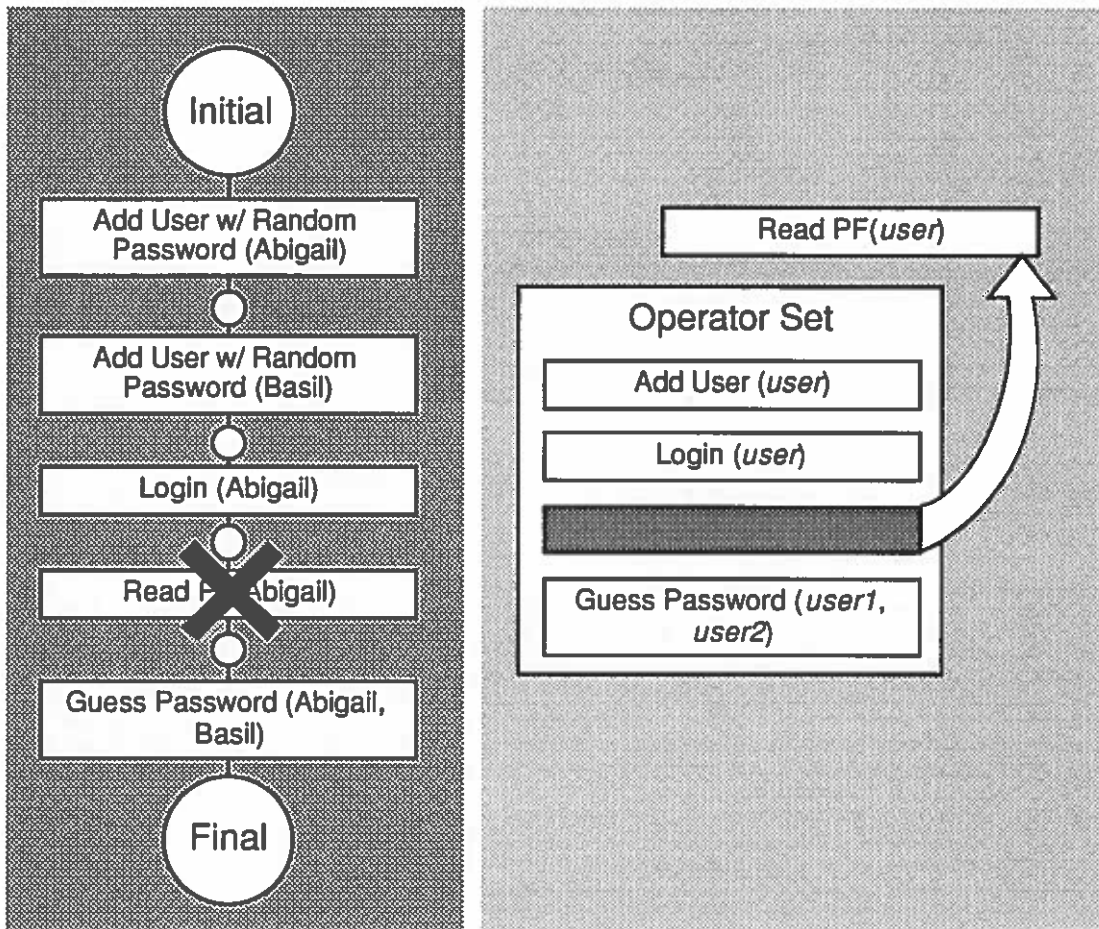 Initial
Add User w/ Random
Password (Abigail)
Add User w/ Random
Password (Basil)
Login (Abigail)
Read Abigail)
Guess Password (Abigail,
Basil)
Final
Read PF(user)
Operator Set
Add User (user)
Login (user)
Guess Password (user1,
user2)